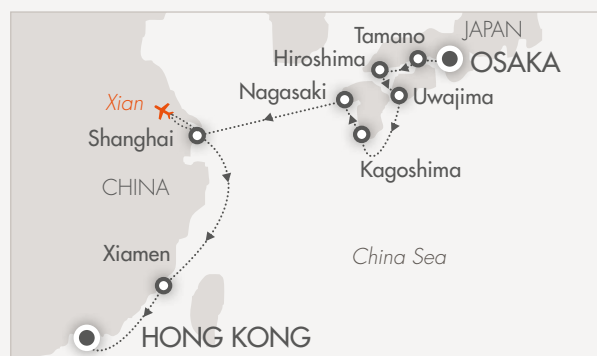 JAPAN
Tamano
Hiroshima
OSAKA
Nagasaki
Uwajima
Xian
Shanghai
Kagoshima
CHINA
Xiamen
China Sea
HONG KONG